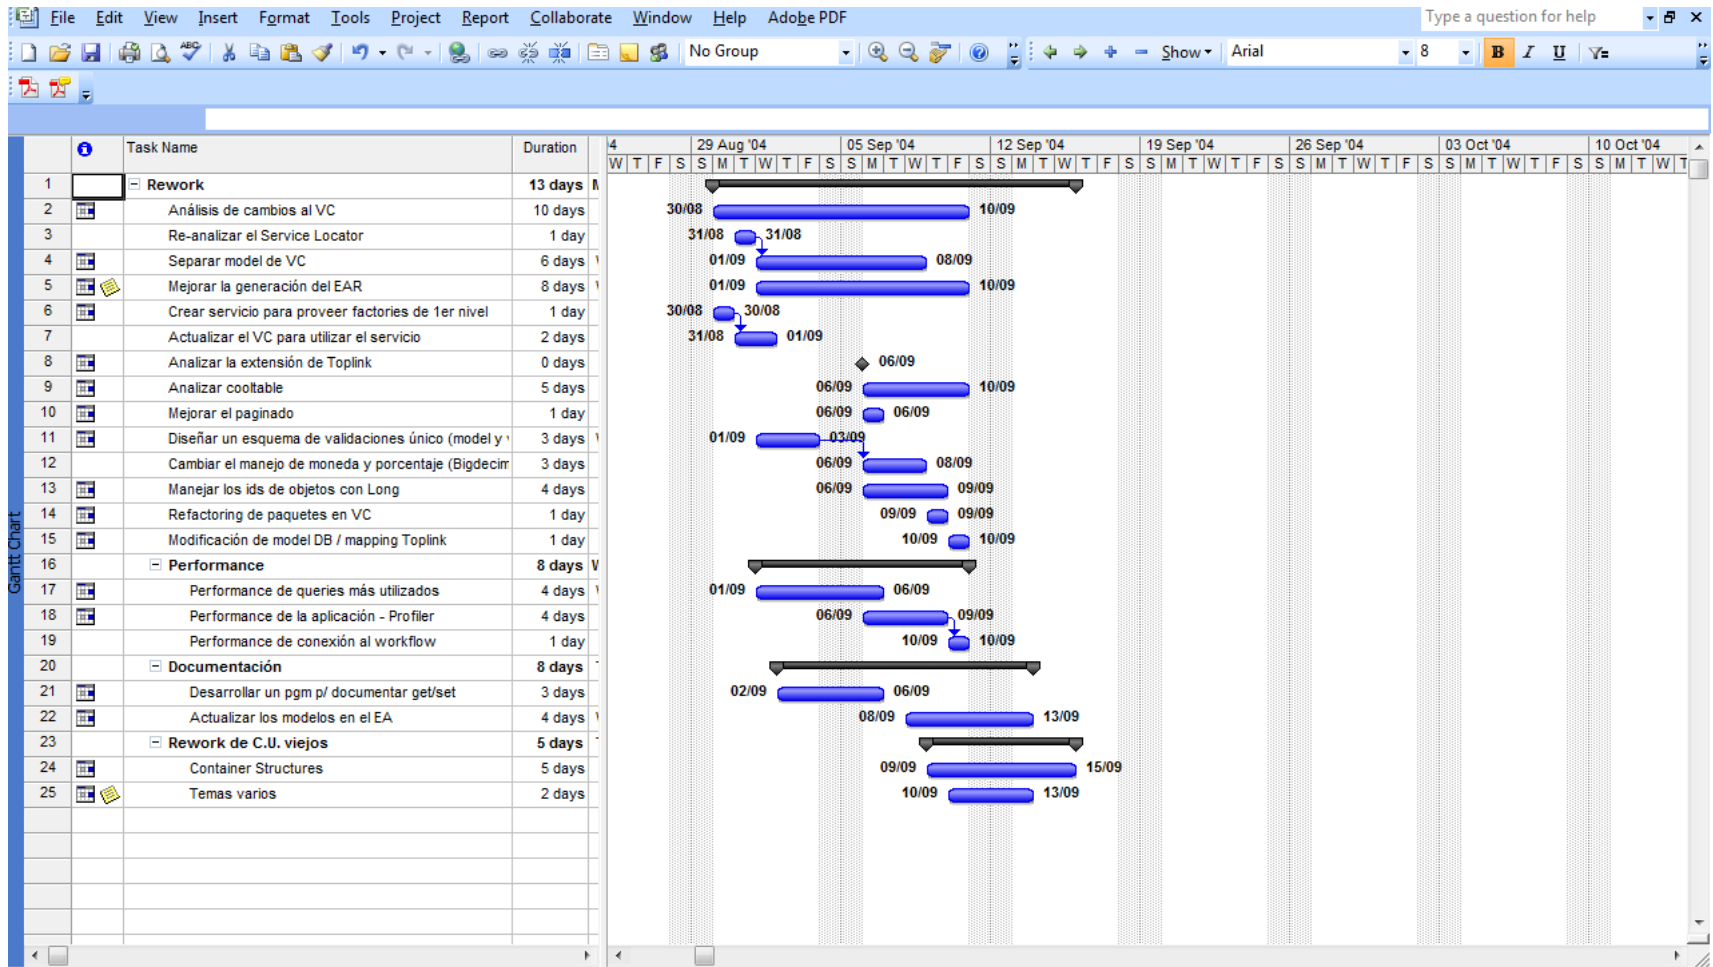 File Edit View Insert Format Tools Project Report Collaborate Window Help Adobe PDF Type a question for help
No Group Show Arial 8 B I U
Task Name Duration 4 29 Aug '04 05 Sep '04 12 Sep '04 19 Sep '04 26 Sep '04 03 Oct '04 10 Oct '04
W T F S S M T W T F S S M T W T F S S M T W T F S S M T W T F S S M T W T F S S M T W T F S S M T W T
1 Rework 13 days
2 Análisis de cambios al VC 10 days 30/08 10/09
3 Re-analizar el Service Locator 1 day 31/08 31/08
4 Separar model de VC 6 days 01/09 08/09
5 Mejorar la generación del EAR 8 days 01/09 10/09
6 Crear servicio para proveer factories de 1er nivel 1 day 30/08 30/08
7 Actualizar el VC para utilizar el servicio 2 days 31/08 01/09
8 Analizar la extensión de Toplink 0 days 06/09
9 Analizar cooltable 5 days 06/09 10/09
10 Mejorar el paginado 1 day 06/09 06/09
11 Diseñar un esquema de validaciones único (model y 3 days 01/09 03/09
12 Cambiar el manejo de moneda y porcentaje (Bigdecim 3 days 06/09 08/09
13 Manejar los ids de objetos con Long 4 days 06/09 09/09
14 Refactoring de paquetes en VC 1 day 09/09 09/09
15 Modificación de model DB / mapping Toplink 1 day 10/09 10/09
16 Performance 8 days
17 Performance de queries más utilizados 4 days 01/09 06/09
18 Performance de la aplicación - Profiler 4 days 06/09 09/09
19 Performance de conexión al workflow 1 day 10/09 10/09
20 Documentación 8 days
21 Desarrollar un pgm p/ documentar get/set 3 days 02/09 06/09
22 Actualizar los modelos en el EA 4 days 08/09 13/09
23 Rework de C.U. viejos 5 days
24 Container Structures 5 days 09/09 15/09
25 Temas varios 2 days 10/09 13/09
Gantt Chart